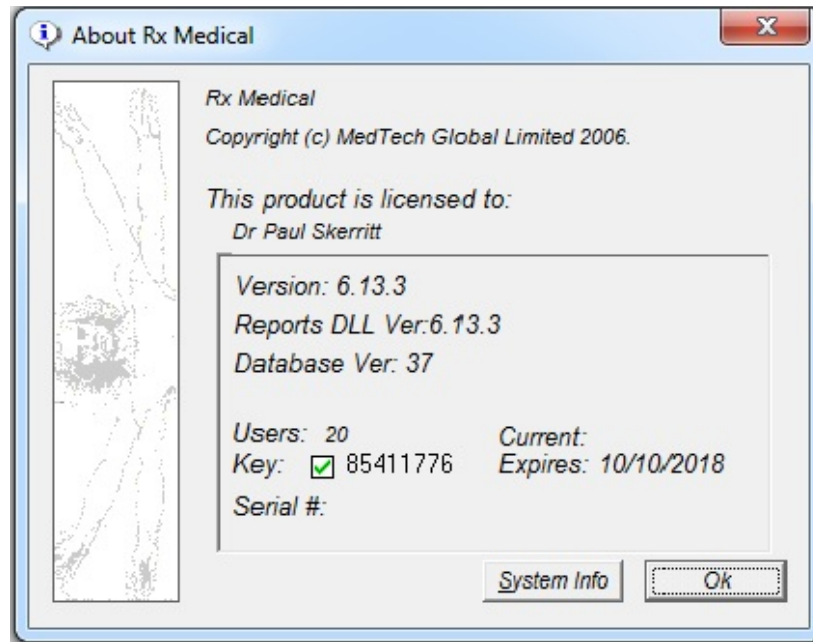 About Rx Medical
Rx Medical
Copyright (c) MedTech Global Limited 2006.
This product is licensed to:
Dr Paul Skerritt
Version: 6.13.3
Reports DLL Ver:6.13.3
Database Ver: 37
Users: 20 Current:
Key: 85411776 Expires: 10/10/2018
Serial #:
System Info Ok